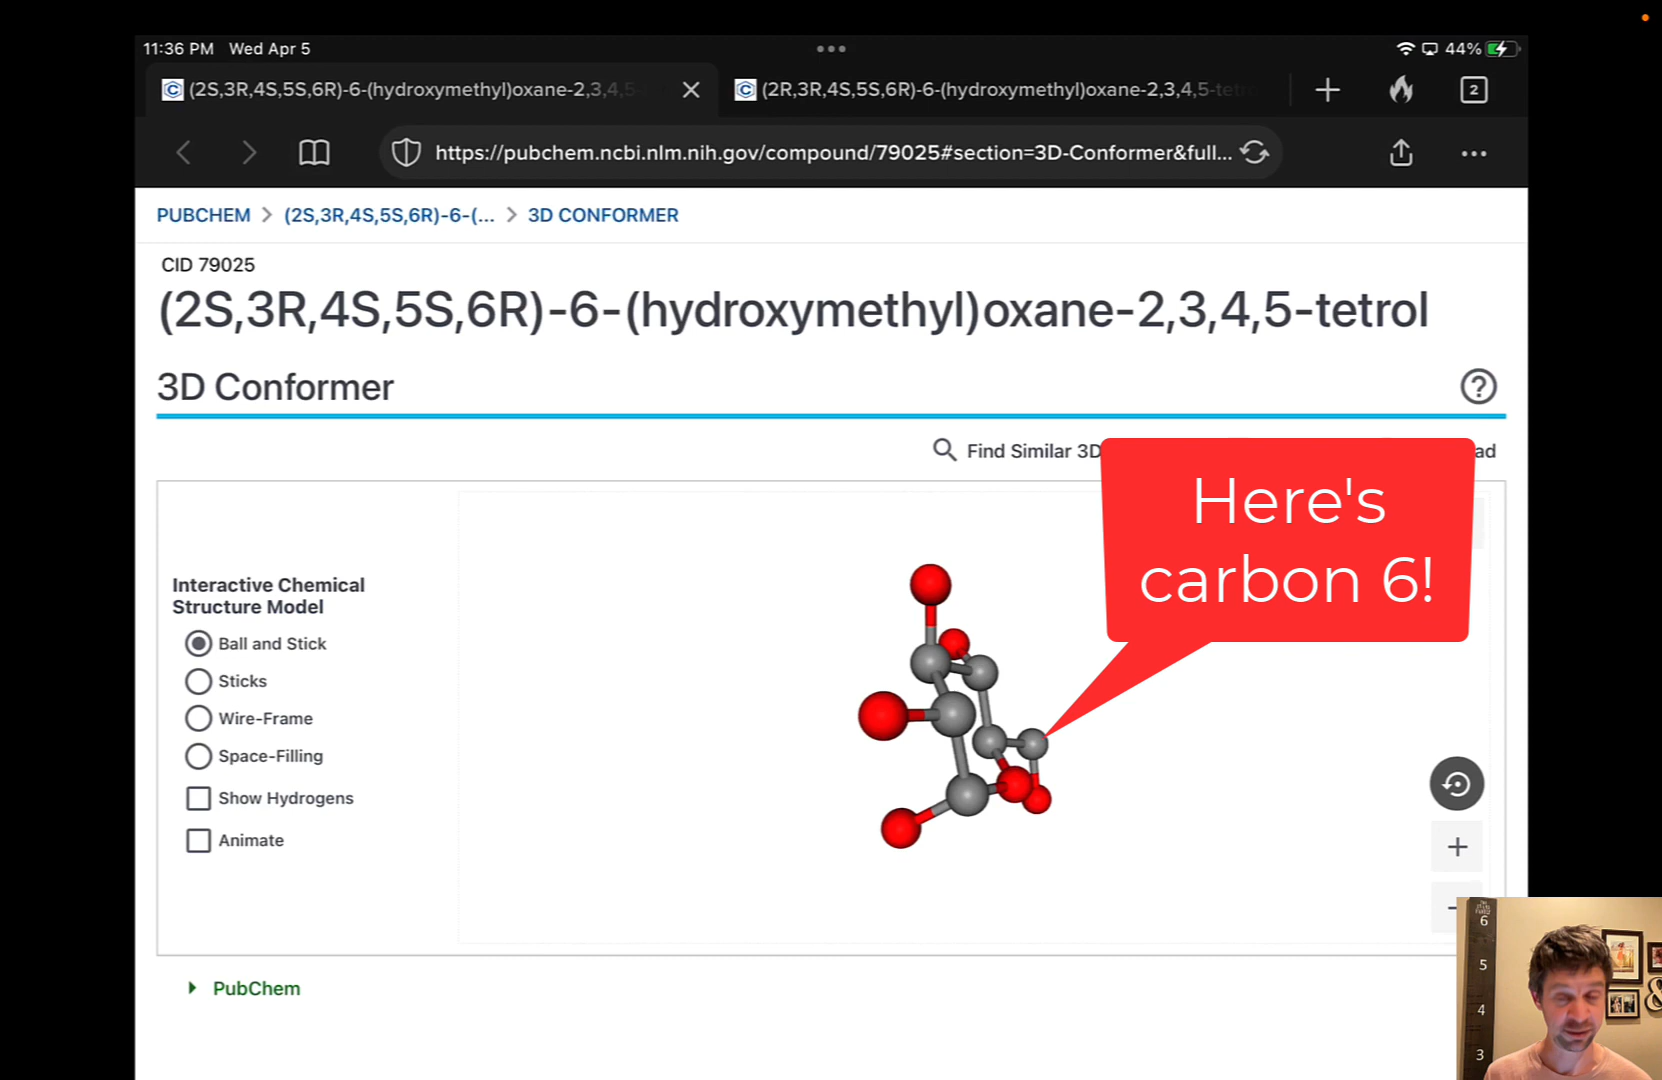 11:36 PM Wed Apr 5
44%
(2S,3R,4S,5S,6R)-6-(hydroxymethyl)oxane-2,3,4,5-
(2R,3R,4S,5S,6R)-6-(hydroxymethyl)oxane-2,3,4,5-tetr
2
https://pubchem.ncbi.nlm.nih.gov/compound/79025#section=3D-Conformer&full...
PUBCHEM > (2S,3R,4S,5S,6R)-6-(... > 3D CONFORMER
CID 79025
(2S,3R,4S,5S,6R)-6-(hydroxymethyl)oxane-2,3,4,5-tetrol
3D Conformer
?
Find Similar 3D
ad
Here's
carbon 6!
Interactive Chemical
Structure Model
Ball and Stick
Sticks
Wire-Frame
Space-Filling
Show Hydrogens
Animate
+
-
PubChem
6
5
4
3
&